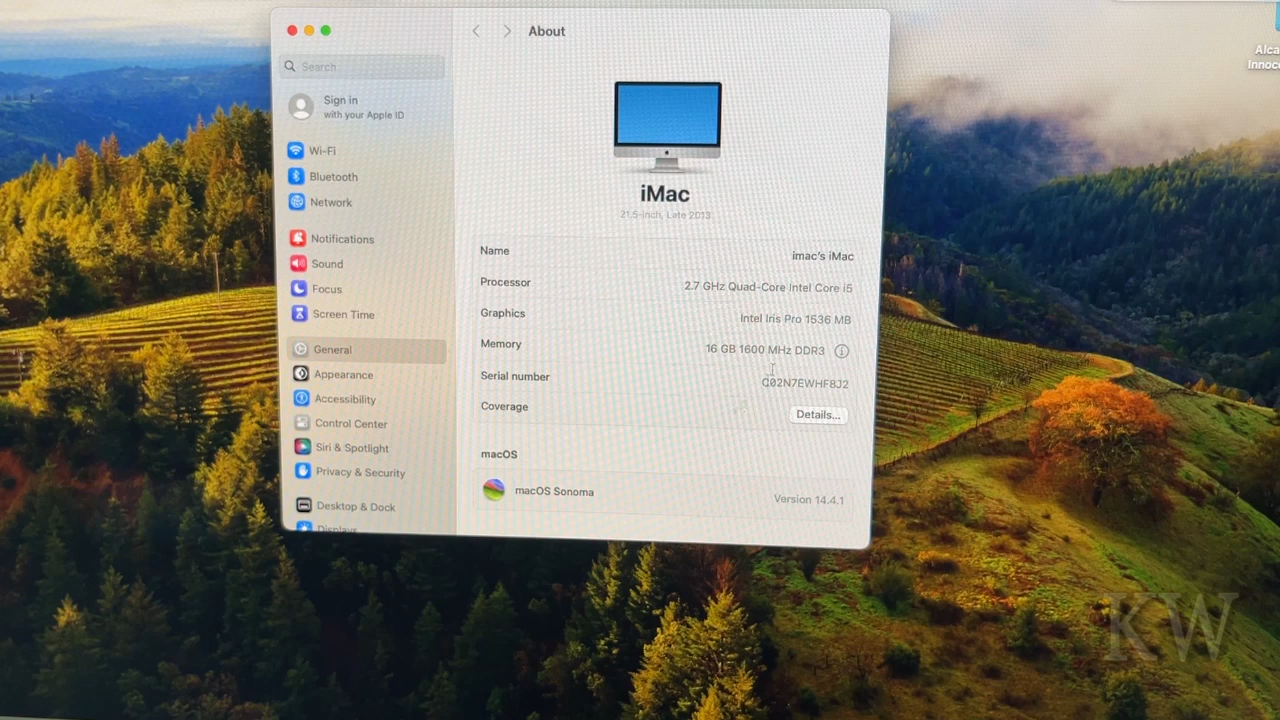 About
Search
Sign in
with your Apple ID
Wi-Fi
Bluetooth
Network
Notifications
Sound
Focus
Screen Time
General
Appearance
Accessibility
Control Center
Siri & Spotlight
Privacy & Security
Desktop & Dock
Displays
iMac
21.5-inch, Late 2013
Name imac's iMac
Processor 2.7 GHz Quad-Core Intel Core i5
Graphics Intel Iris Pro 1536 MB
Memory 16 GB 1600 MHz DDR3
Serial number C02N7EWHF8J2
Coverage Details...
macOS
macOS Sonoma Version 14.4.1
KW